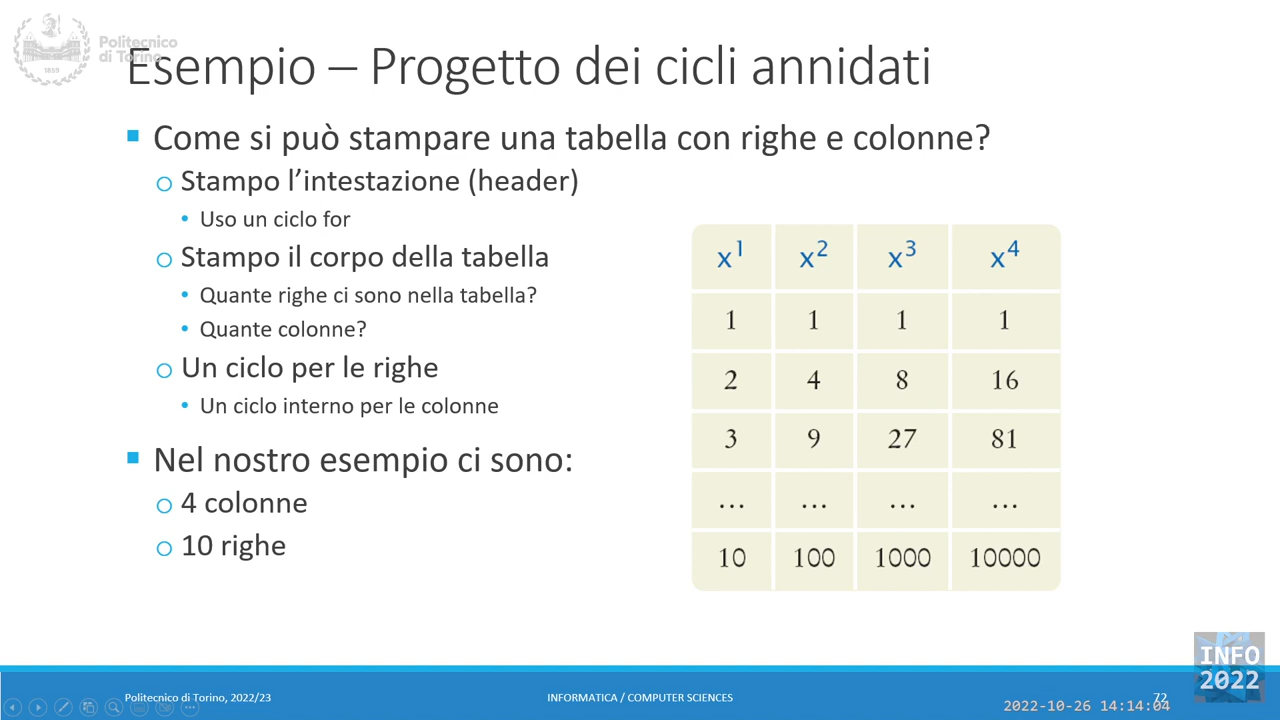 Politecnico
di Torino
1859
Esempio – Progetto dei cicli annidati
Come si può stampare una tabella con righe e colonne?
Stampo l'intestazione (header)
Uso un ciclo for
Stampo il corpo della tabella
Quante righe ci sono nella tabella?
Quante colonne?
Un ciclo per le righe
Un ciclo interno per le colonne
Nel nostro esempio ci sono:
4 colonne
10 righe
x¹ x² x³ x⁴
1 1 1 1
2 4 8 16
3 9 27 81
... ... ... ...
10 100 1000 10000
INFO
2022
Politecnico di Torino, 2022/23
INFORMATICA / COMPUTER SCIENCES
72
2022-10-26 14:14:04